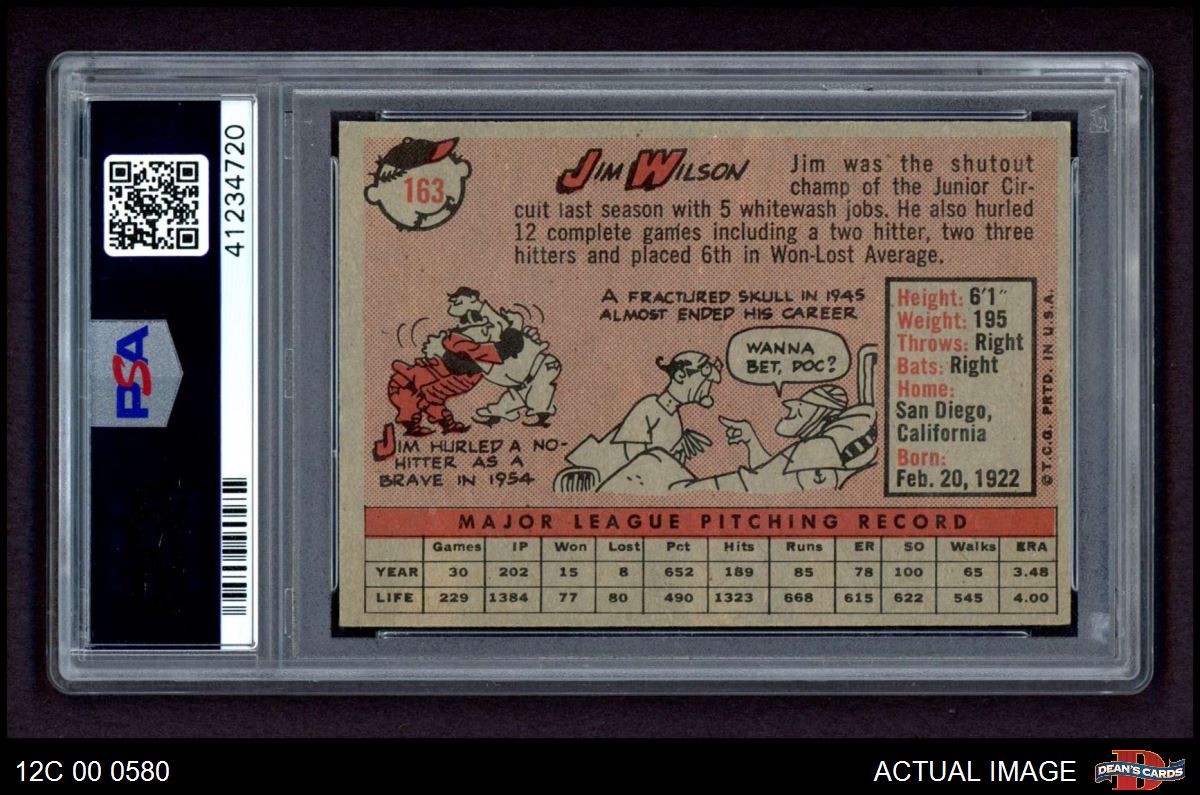 41234720
PSA
163
JIM WILSON
Jim was the shutout
champ of the Junior Cir-
cuit last season with 5 whitewash jobs. He also hurled
12 complete games including a two hitter, two three
hitters and placed 6th in Won-Lost Average.
A FRACTURED SKULL IN 1945
ALMOST ENDED HIS CAREER
WANNA
BET, DOC?
JIM HURLED A NO-
HITTER AS A
BRAVE IN 1954
Height: 6'1"
Weight: 195
Throws: Right
Bats: Right
Home:
San Diego,
California
Born:
Feb. 20, 1922
© T.C.G. PRTD. IN U.S.A.
MAJOR LEAGUE PITCHING RECORD
Games IP Won Lost Pct Hits Runs ER SO Walks ERA
YEAR 30 202 15 8 652 189 85 78 100 65 3.48
LIFE 229 1384 77 80 490 1323 668 615 622 545 4.00
12C 00 0580
ACTUAL IMAGE
D
DEAN'S CARDS